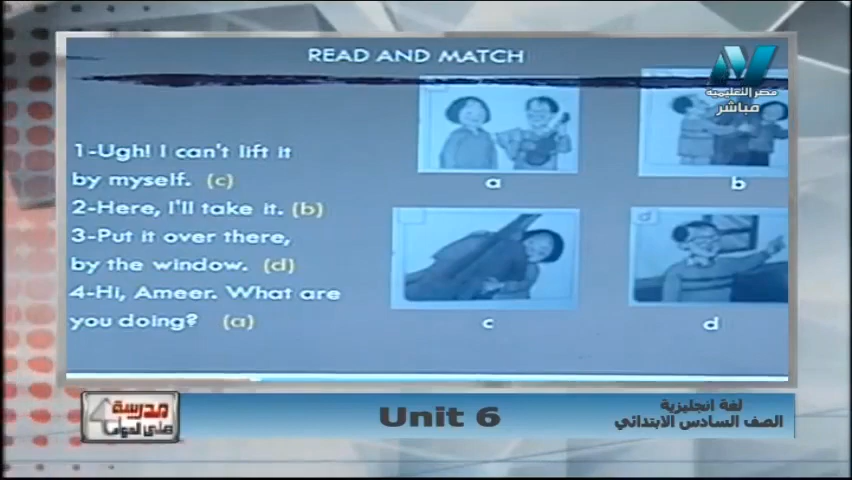 READ AND MATCH
مصر التعليمية
مباشر
1-Ugh! I can't lift it
by myself. (c)
2-Here, I'll take it. (b)
3-Put it over there,
by the window. (d)
4-Hi, Ameer. What are
you doing? (a)
a
b
d
c
d
مدرسة
على الهواء
Unit 6
لغة انجليزية
الصف السادس الابتدائي